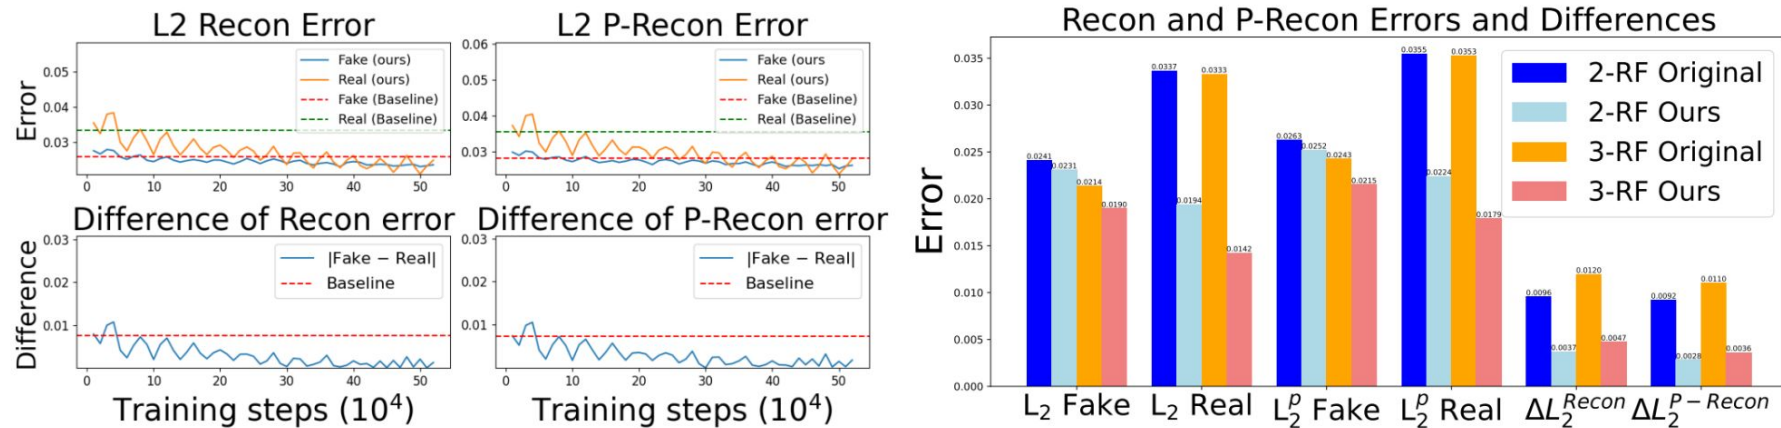 L2 Recon Error
Error
0.05
0.04
0.03
Fake (ours)
Real (ours)
Fake (Baseline)
Real (Baseline)
0 10 20 30 40 50
L2 P-Recon Error
0.06
0.05
0.04
0.03
Fake (ours
Real (ours)
Fake (Baseline)
Real (Baseline)
0 10 20 30 40 50
Difference of Recon error
Difference
0.03
0.01
|Fake − Real|
Baseline
0 10 20 30 40 50
Training steps (10⁴)
Difference of P-Recon error
0.03
0.01
|Fake − Real|
Baseline
0 10 20 30 40 50
Training steps (10⁴)
Recon and P-Recon Errors and Differences
Error
0.035
0.030
0.025
0.020
0.015
0.010
0.005
0.000
2-RF Original
2-RF Ours
3-RF Original
3-RF Ours
0.0241 0.0231 0.0214 0.0190
0.0337 0.0194 0.0333 0.0142
0.0263 0.0252 0.0243 0.0215
0.0355 0.0224 0.0353 0.0179
0.0096 0.0037 0.0120 0.0047
0.0092 0.0028 0.0110 0.0036
L₂ Fake
L₂ Real
L₂ᵖ Fake
L₂ᵖ Real
ΔL₂^Recon
ΔL₂^P−Recon